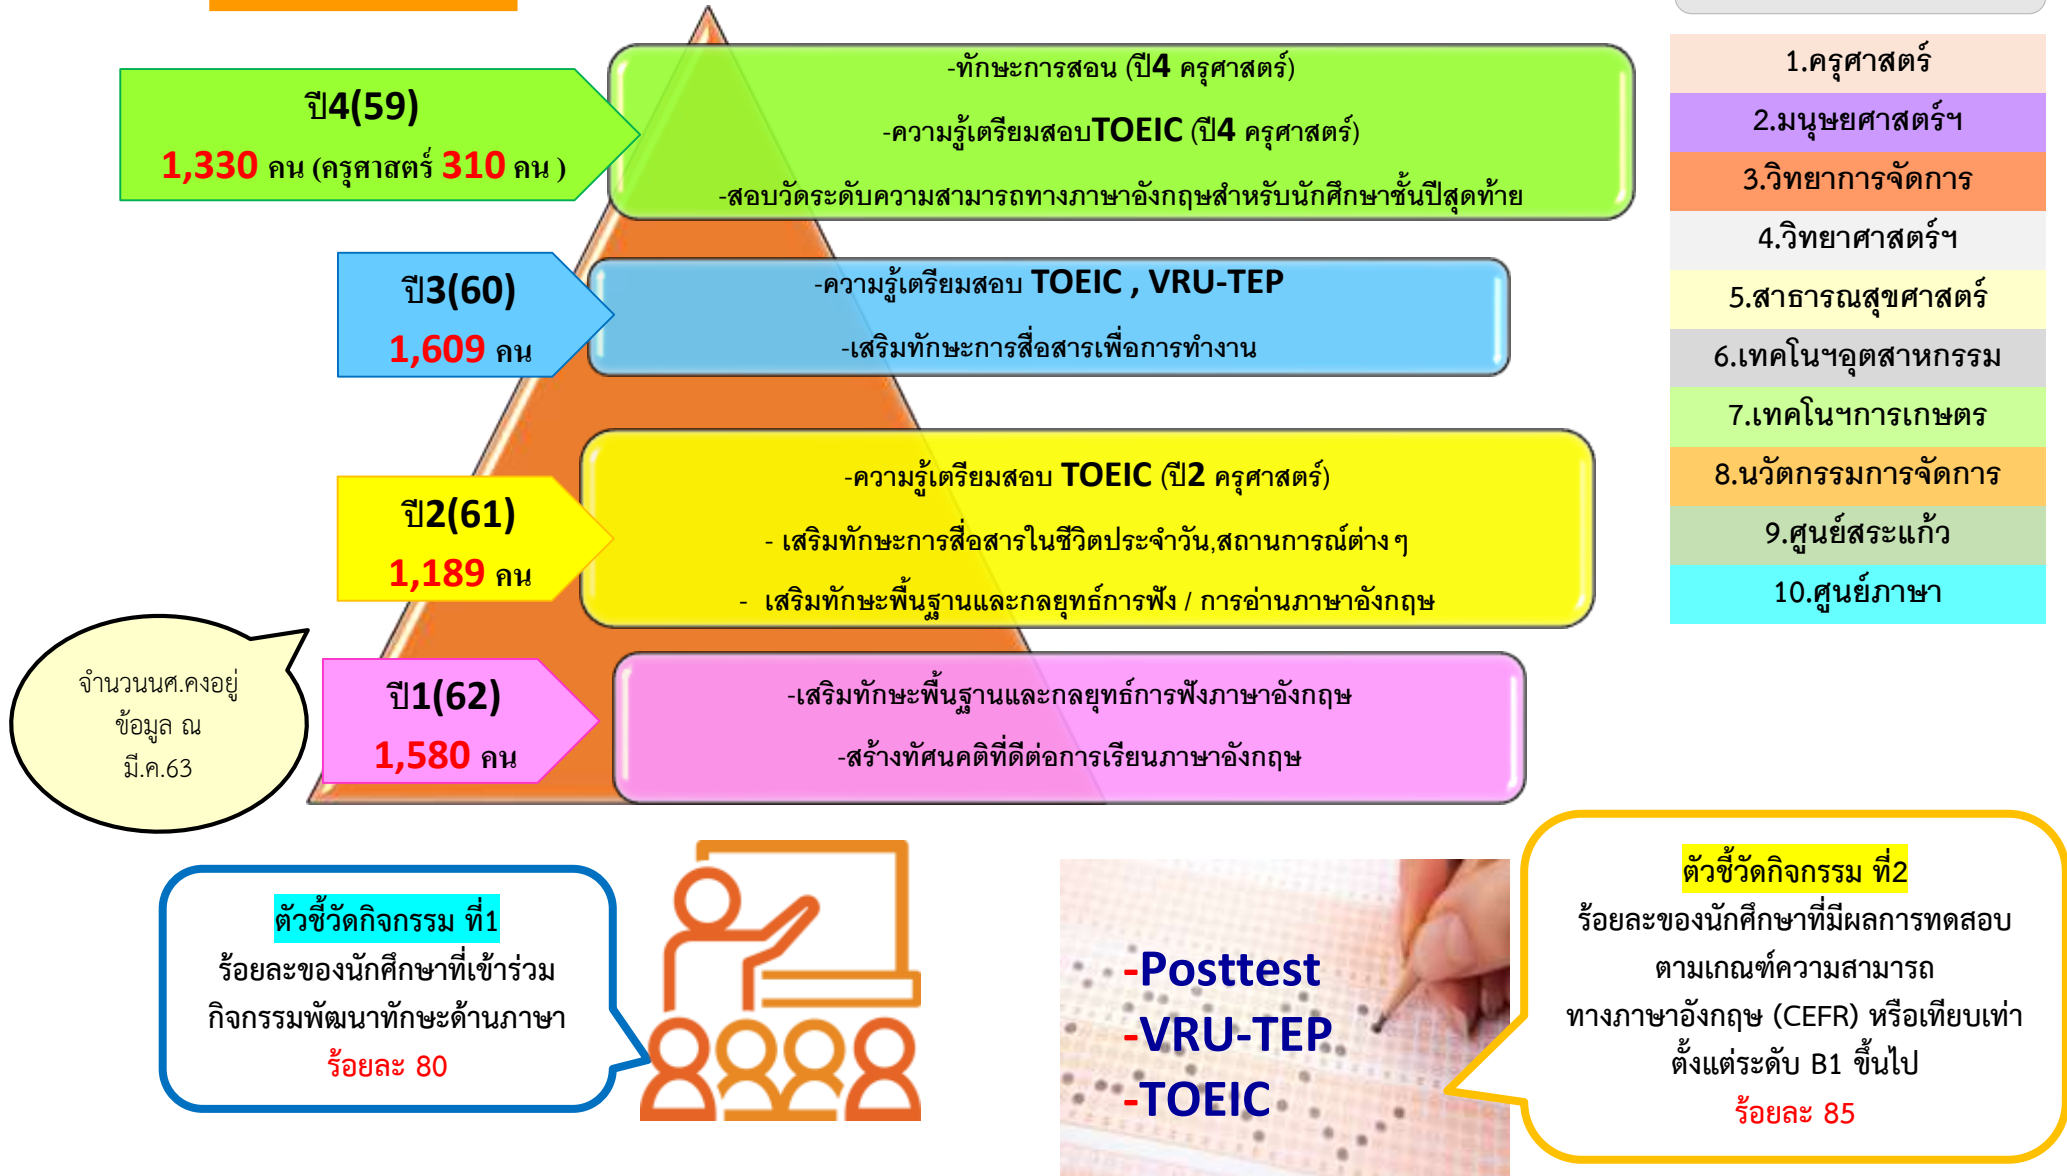 ปี4(59)
1,330 คน (ครุศาสตร์ 310 คน )
-ทักษะการสอน (ปี4 ครุศาสตร์)
-ความรู้เตรียมสอบTOEIC (ปี4 ครุศาสตร์)
-สอบวัดระดับความสามารถทางภาษาอังกฤษสำหรับนักศึกษาชั้นปีสุดท้าย
ปี3(60)
1,609 คน
-ความรู้เตรียมสอบ TOEIC , VRU-TEP
-เสริมทักษะการสื่อสารเพื่อการทำงาน
ปี2(61)
1,189 คน
-ความรู้เตรียมสอบ TOEIC (ปี2 ครุศาสตร์)
- เสริมทักษะการสื่อสารในชีวิตประจำวัน,สถานการณ์ต่าง ๆ
- เสริมทักษะพื้นฐานและกลยุทธ์การฟัง / การอ่านภาษาอังกฤษ
ปี1(62)
1,580 คน
-เสริมทักษะพื้นฐานและกลยุทธ์การฟังภาษาอังกฤษ
-สร้างทัศนคติที่ดีต่อการเรียนภาษาอังกฤษ
จำนวนนศ.คงอยู่
ข้อมูล ณ
มี.ค.63
1.ครุศาสตร์
2.มนุษยศาสตร์ฯ
3.วิทยาการจัดการ
4.วิทยาศาสตร์ฯ
5.สาธารณสุขศาสตร์
6.เทคโนฯอุตสาหกรรม
7.เทคโนฯการเกษตร
8.นวัตกรรมการจัดการ
9.ศูนย์สระแก้ว
10.ศูนย์ภาษา
ตัวชี้วัดกิจกรรม ที่1
ร้อยละของนักศึกษาที่เข้าร่วม
กิจกรรมพัฒนาทักษะด้านภาษา
ร้อยละ 80
-Posttest
-VRU-TEP
-TOEIC
ตัวชี้วัดกิจกรรม ที่2
ร้อยละของนักศึกษาที่มีผลการทดสอบ
ตามเกณฑ์ความสามารถ
ทางภาษาอังกฤษ (CEFR) หรือเทียบเท่า
ตั้งแต่ระดับ B1 ขึ้นไป
ร้อยละ 85